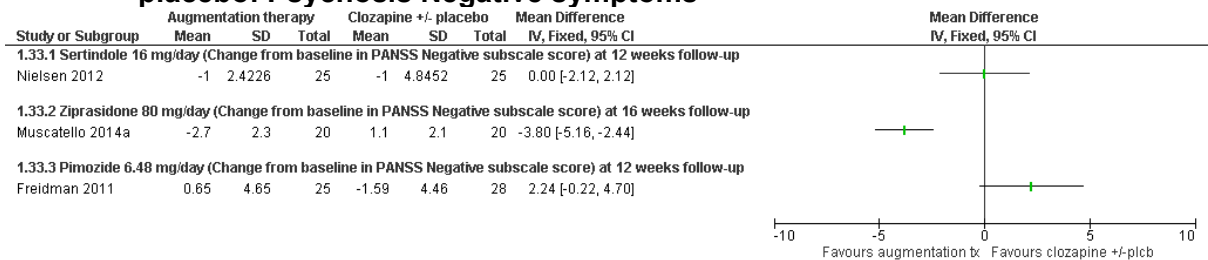 placebo: Psychosis Negative symptoms
Augmentation therapy Clozapine +/- placebo Mean Difference Mean Difference
Study or Subgroup Mean SD Total Mean SD Total IV, Fixed, 95% CI IV, Fixed, 95% CI
1.33.1 Sertindole 16 mg/day (Change from baseline in PANSS Negative subscale score) at 12 weeks follow-up
Nielsen 2012 -1 2.4226 25 -1 4.8452 25 0.00 [-2.12, 2.12]
1.33.2 Ziprasidone 80 mg/day (Change from baseline in PANSS Negative subscale score) at 16 weeks follow-up
Muscatello 2014a -2.7 2.3 20 1.1 2.1 20 -3.80 [-5.16, -2.44]
1.33.3 Pimozide 6.48 mg/day (Change from baseline in PANSS Negative subscale score) at 12 weeks follow-up
Freidman 2011 0.65 4.65 25 -1.59 4.46 28 2.24 [-0.22, 4.70]
-10 -5 0 5 10
Favours augmentation tx Favours clozapine +/-plcb